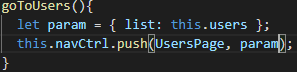 goToUsers(){
let param = { list: this.users };
this.navCtrl.push(UsersPage, param);
}